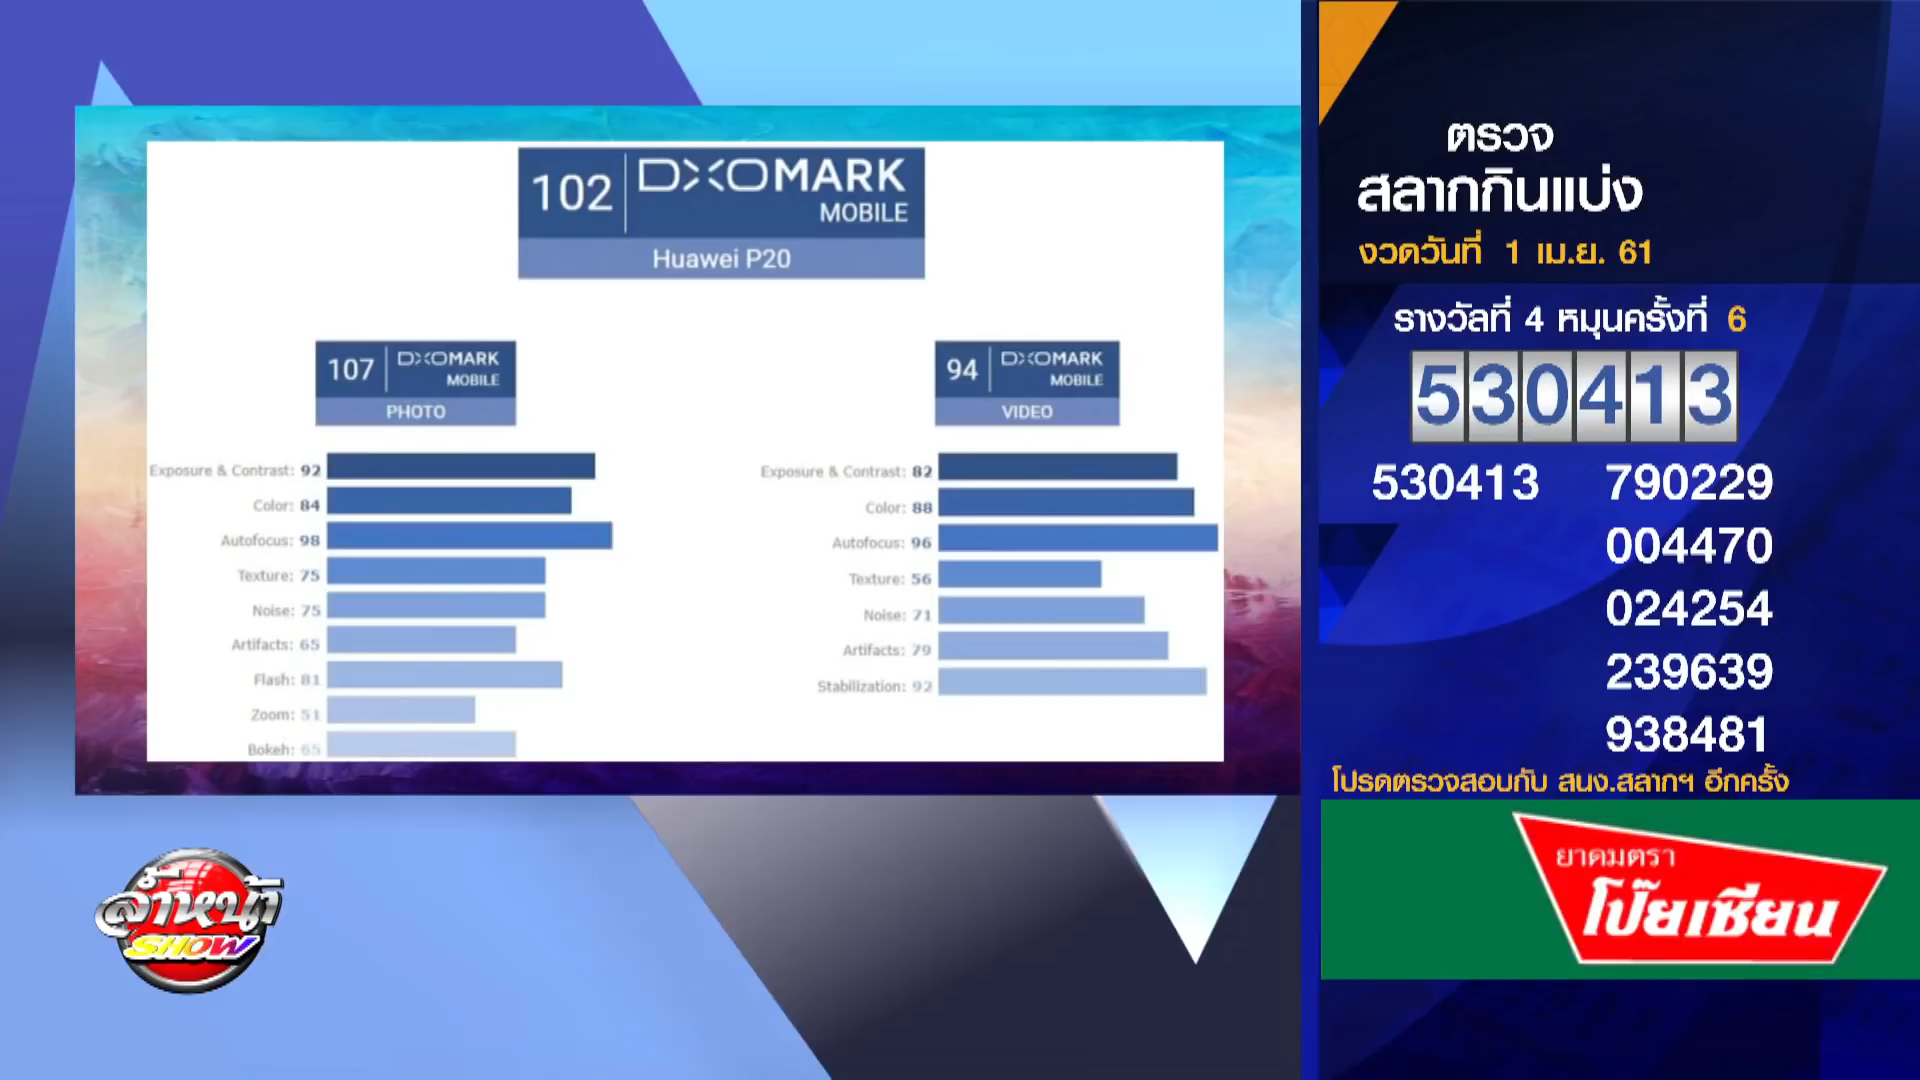 102 DXOMARK
MOBILE
Huawei P20
107 DXOMARK
MOBILE
PHOTO
Exposure & Contrast: 92
Color: 84
Autofocus: 98
Texture: 75
Noise: 75
Artifacts: 65
Flash: 81
Zoom: 51
Bokeh: 65
94 DXOMARK
MOBILE
VIDEO
Exposure & Contrast: 82
Color: 88
Autofocus: 96
Texture: 56
Noise: 71
Artifacts: 79
Stabilization: 92
ล้ำหน้า
SHOW
ตรวจ
สลากกินแบ่ง
งวดวันที่ 1 เม.ย. 61
รางวัลที่ 4 หมุนครั้งที่ 6
530413
530413 790229
004470
024254
239639
938481
โปรดตรวจสอบกับ สนง.สลากฯ อีกครั้ง
ยาดมตรา
โป๊ยเซียน